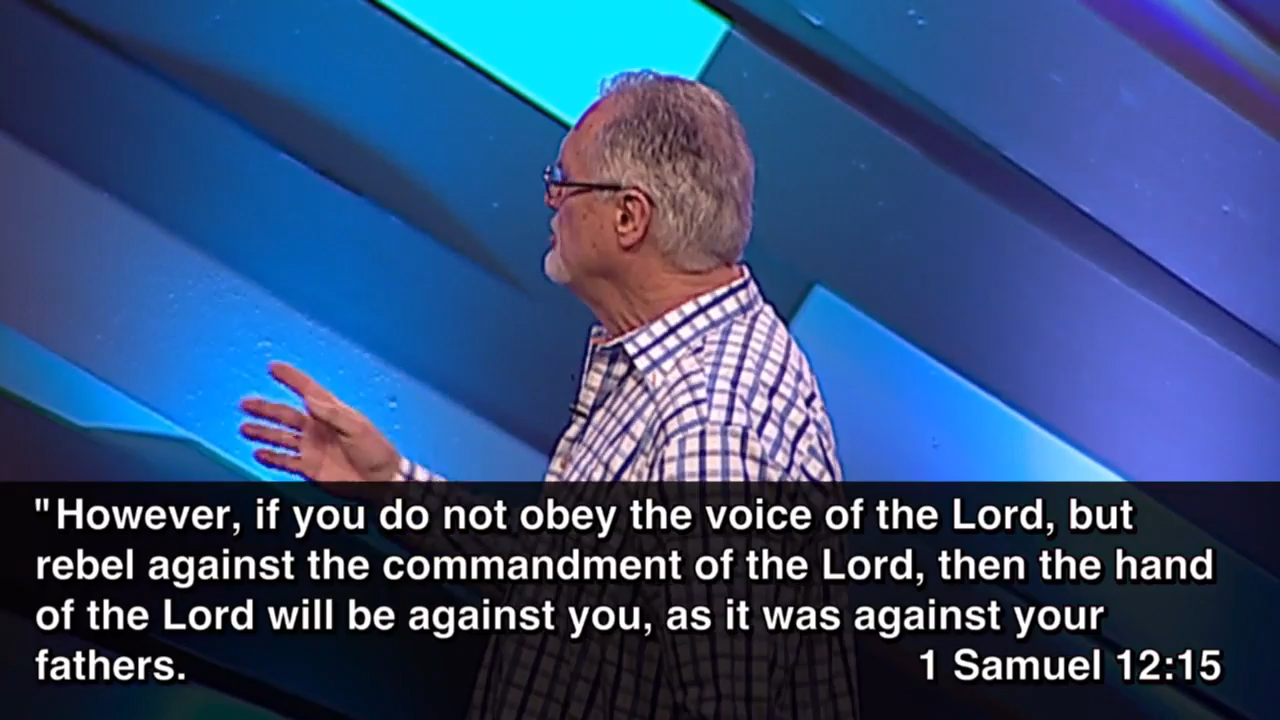 "However, if you do not obey the voice of the Lord, but
rebel against the commandment of the Lord, then the hand
of the Lord will be against you, as it was against your
fathers. 1 Samuel 12:15